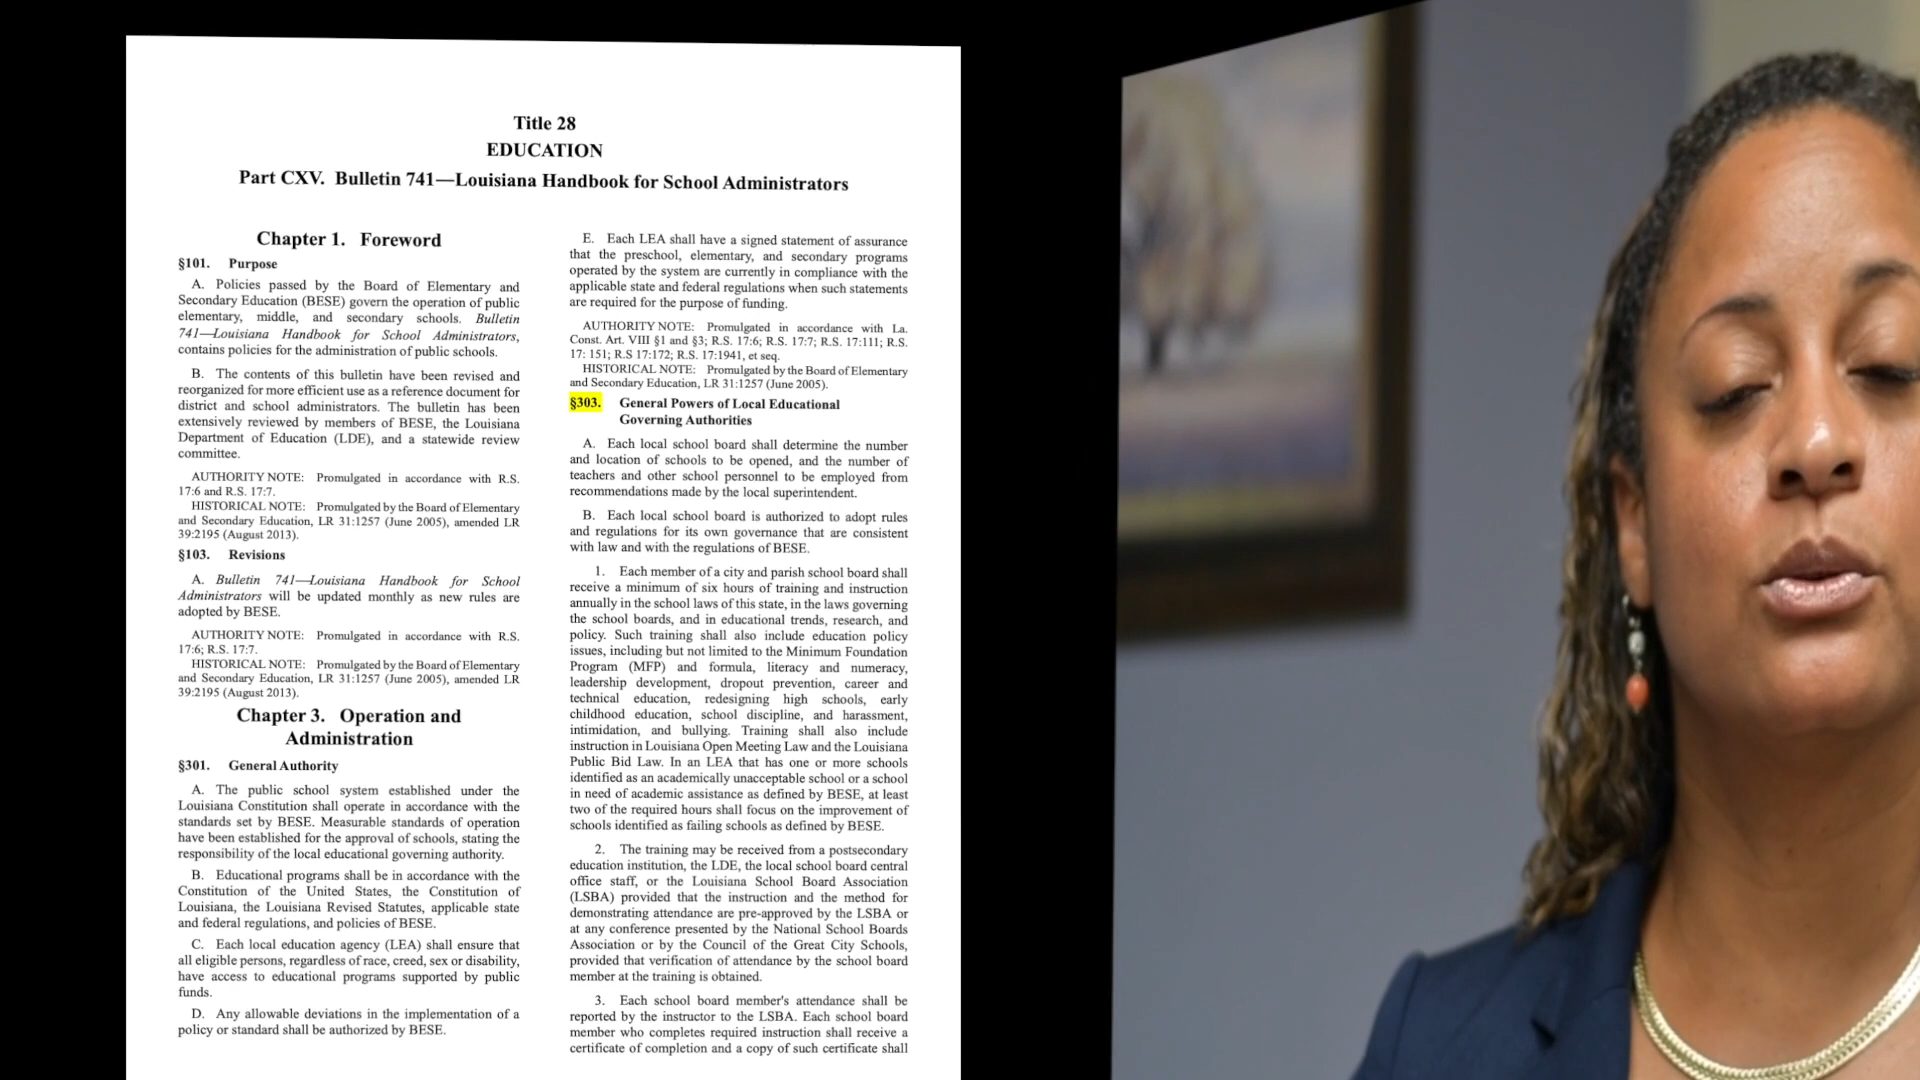 Title 28
EDUCATION
Part CXV. Bulletin 741—Louisiana Handbook for School Administrators
Chapter 1. Foreword
§101. Purpose
A. Policies passed by the Board of Elementary and
Secondary Education (BESE) govern the operation of public
elementary, middle, and secondary schools. Bulletin
741—Louisiana Handbook for School Administrators,
contains policies for the administration of public schools.
B. The contents of this bulletin have been revised and
reorganized for more efficient use as a reference document for
district and school administrators. The bulletin has been
extensively reviewed by members of BESE, the Louisiana
Department of Education (LDE), and a statewide review
committee.
AUTHORITY NOTE: Promulgated in accordance with R.S.
17:6 and R.S. 17:7.
HISTORICAL NOTE: Promulgated by the Board of Elementary
and Secondary Education, LR 31:1257 (June 2005), amended LR
39:2195 (August 2013).
§103. Revisions
A. Bulletin 741—Louisiana Handbook for School
Administrators will be updated monthly as new rules are
adopted by BESE.
AUTHORITY NOTE: Promulgated in accordance with R.S.
17:6; R.S. 17:7.
HISTORICAL NOTE: Promulgated by the Board of Elementary
and Secondary Education, LR 31:1257 (June 2005), amended LR
39:2195 (August 2013).
Chapter 3. Operation and
Administration
§301. General Authority
A. The public school system established under the
Louisiana Constitution shall operate in accordance with the
standards set by BESE. Measurable standards of operation
have been established for the approval of schools, stating the
responsibility of the local educational governing authority.
B. Educational programs shall be in accordance with the
Constitution of the United States, the Constitution of
Louisiana, the Louisiana Revised Statutes, applicable state
and federal regulations, and policies of BESE.
C. Each local education agency (LEA) shall ensure that
all eligible persons, regardless of race, creed, sex or disability,
have access to educational programs supported by public
funds.
D. Any allowable deviations in the implementation of a
policy or standard shall be authorized by BESE.
E. Each LEA shall have a signed statement of assurance
that the preschool, elementary, and secondary programs
operated by the system are currently in compliance with the
applicable state and federal regulations when such statements
are required for the purpose of funding.
AUTHORITY NOTE: Promulgated in accordance with La.
Const. Art. VIII §1 and §3; R.S. 17:6; R.S. 17:7; R.S. 17:111; R.S.
17: 151; R.S 17:172; R.S. 17:1941, et seq.
HISTORICAL NOTE: Promulgated by the Board of Elementary
and Secondary Education, LR 31:1257 (June 2005).
§303. General Powers of Local Educational
Governing Authorities
A. Each local school board shall determine the number
and location of schools to be opened, and the number of
teachers and other school personnel to be employed from
recommendations made by the local superintendent.
B. Each local school board is authorized to adopt rules
and regulations for its own governance that are consistent
with law and with the regulations of BESE.
1. Each member of a city and parish school board shall
receive a minimum of six hours of training and instruction
annually in the school laws of this state, in the laws governing
the school boards, and in educational trends, research, and
policy. Such training shall also include education policy
issues, including but not limited to the Minimum Foundation
Program (MFP) and formula, literacy and numeracy,
leadership development, dropout prevention, career and
technical education, redesigning high schools, early
childhood education, school discipline, and harassment,
intimidation, and bullying. Training shall also include
instruction in Louisiana Open Meeting Law and the Louisiana
Public Bid Law. In an LEA that has one or more schools
identified as an academically unacceptable school or a school
in need of academic assistance as defined by BESE, at least
two of the required hours shall focus on the improvement of
schools identified as failing schools as defined by BESE.
2. The training may be received from a postsecondary
education institution, the LDE, the local school board central
office staff, or the Louisiana School Board Association
(LSBA) provided that the instruction and the method for
demonstrating attendance are pre-approved by the LSBA or
at any conference presented by the National School Boards
Association or by the Council of the Great City Schools,
provided that verification of attendance by the school board
member at the training is obtained.
3. Each school board member's attendance shall be
reported by the instructor to the LSBA. Each school board
member who completes required instruction shall receive a
certificate of completion and a copy of such certificate shall